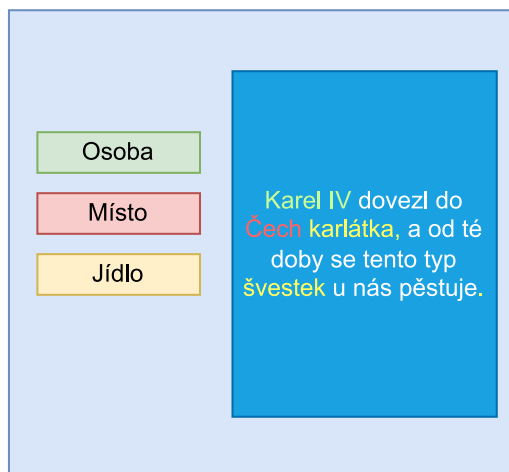 Osoba
Místo
Jídlo
Karel IV dovezl do
Čech karlátka, a od té
doby se tento typ
švestek u nás pěstuje.